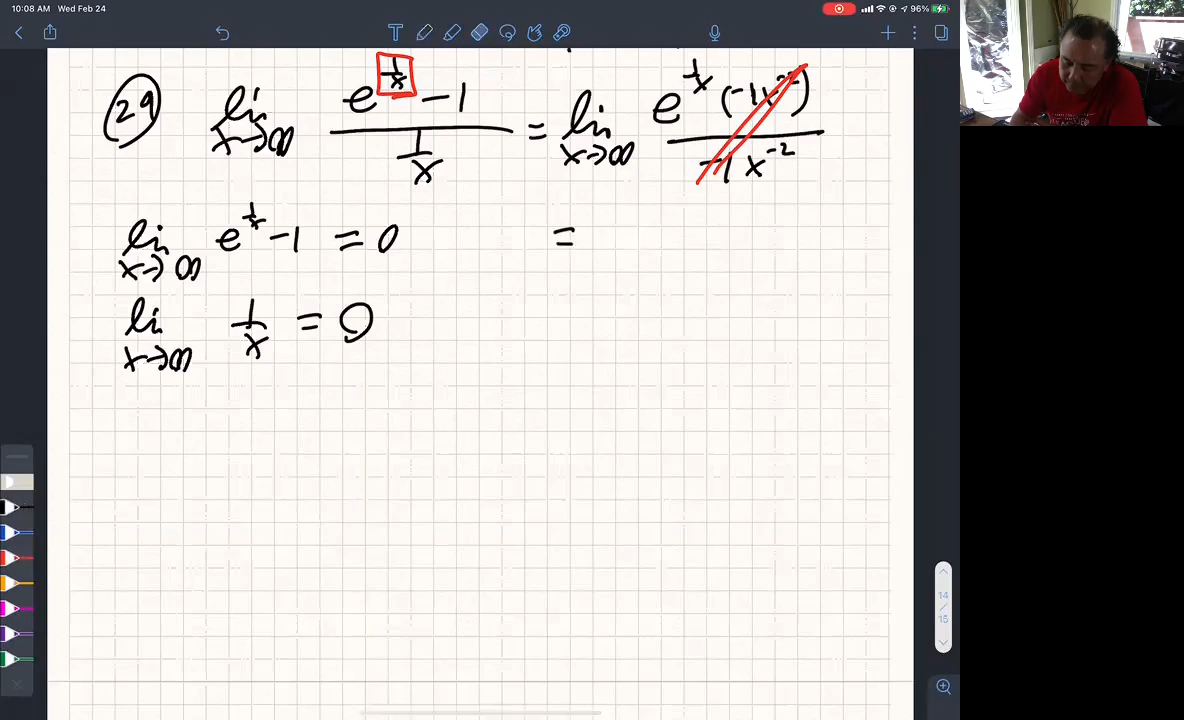 10:08 AM Wed Feb 24
96%
29 lim x→∞ (e^(1/x) − 1)/(1/x) = lim x→∞ (e^(1/x) (−1x^(−2)))/(−1x^(−2))
lim x→∞ e^(1/x) − 1 = 0 =
lim x→∞ 1/x = 0
14
/
15